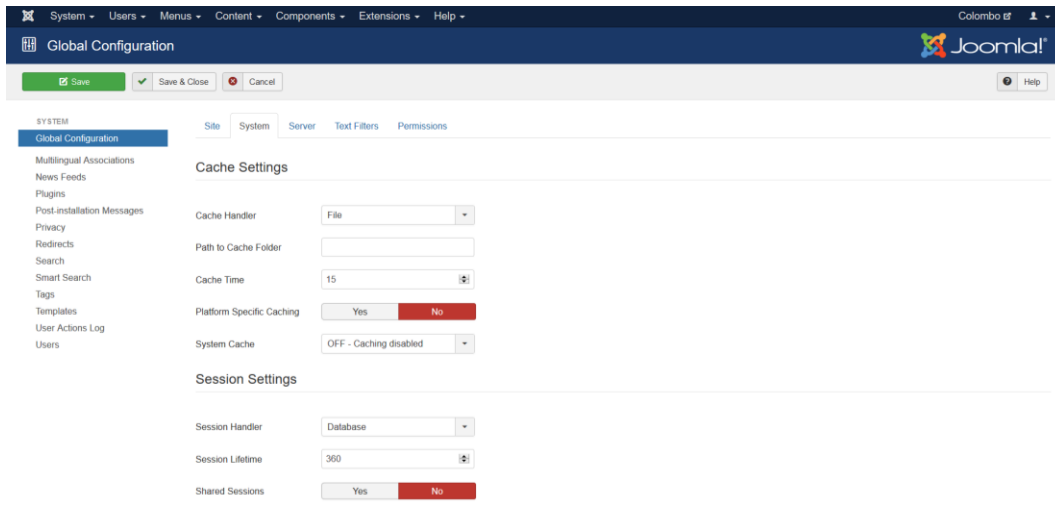 System Users Menus Content Components Extensions Help Colombo
Global Configuration Joomla!®
Save Save & Close Cancel Help
SYSTEM
Global Configuration
Multilingual Associations
News Feeds
Plugins
Post-installation Messages
Privacy
Redirects
Search
Smart Search
Tags
Templates
User Actions Log
Users
Site System Server Text Filters Permissions
Cache Settings
Cache Handler File
Path to Cache Folder
Cache Time 15
Platform Specific Caching Yes No
System Cache OFF - Caching disabled
Session Settings
Session Handler Database
Session Lifetime 360
Shared Sessions Yes No